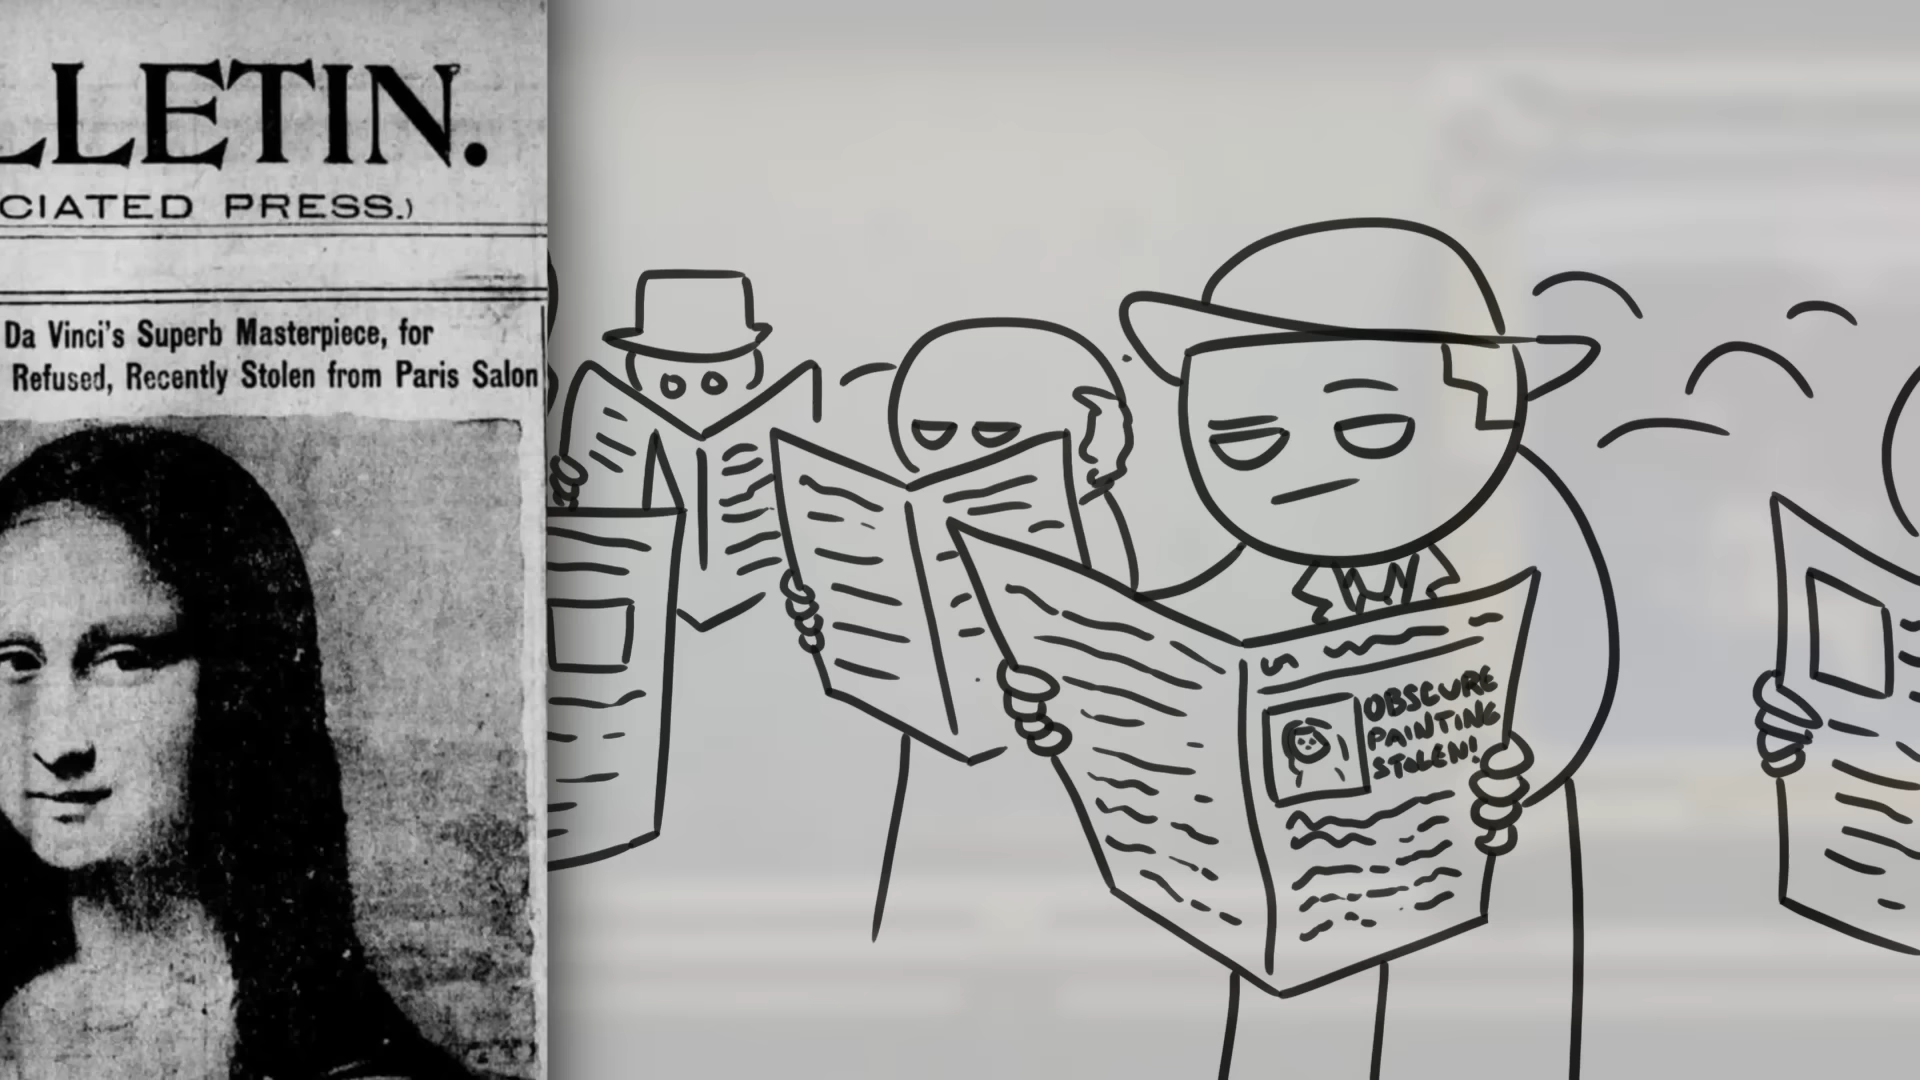 LLETIN.
CIATED PRESS.)
Da Vinci's Superb Masterpiece, for
Refused, Recently Stolen from Paris Salon
OBSCURE
PAINTING
STOLEN!